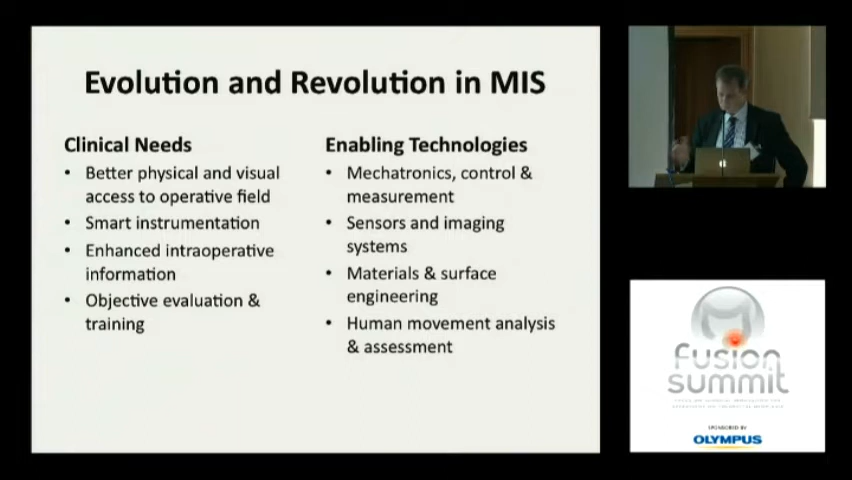 Evolution and Revolution in MIS
Clinical Needs
• Better physical and visual
access to operative field
• Smart instrumentation
• Enhanced intraoperative
information
• Objective evaluation &
training
Enabling Technologies
• Mechatronics, control &
measurement
• Sensors and imaging
systems
• Materials & surface
engineering
• Human movement analysis
& assessment
fusion
summit
SPONSORED BY
OLYMPUS